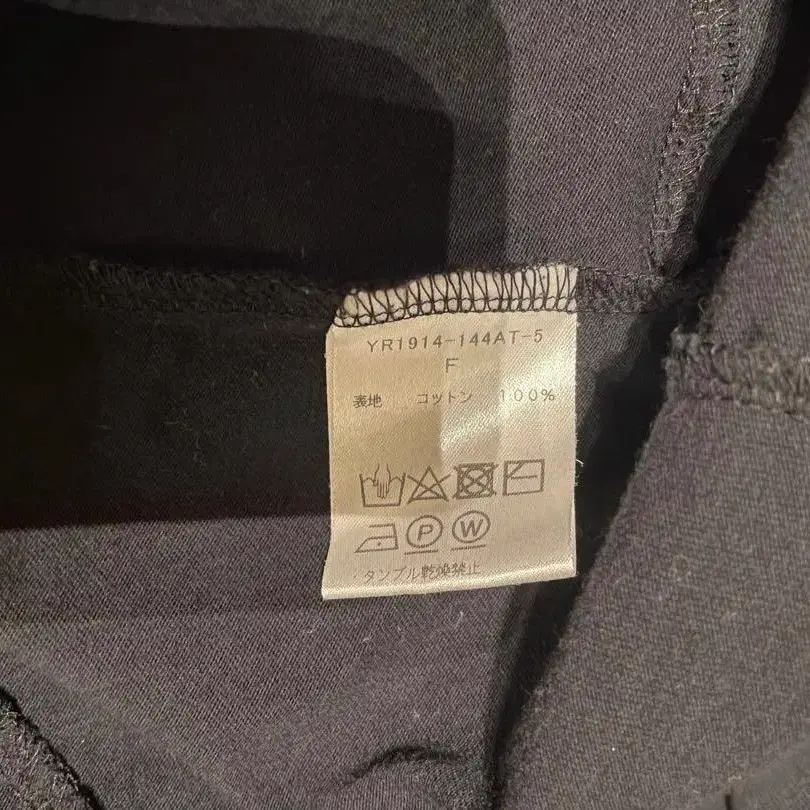 YR1914-144AT-5
F
表地 コットン 100%
P W
・タンブル乾燥禁止